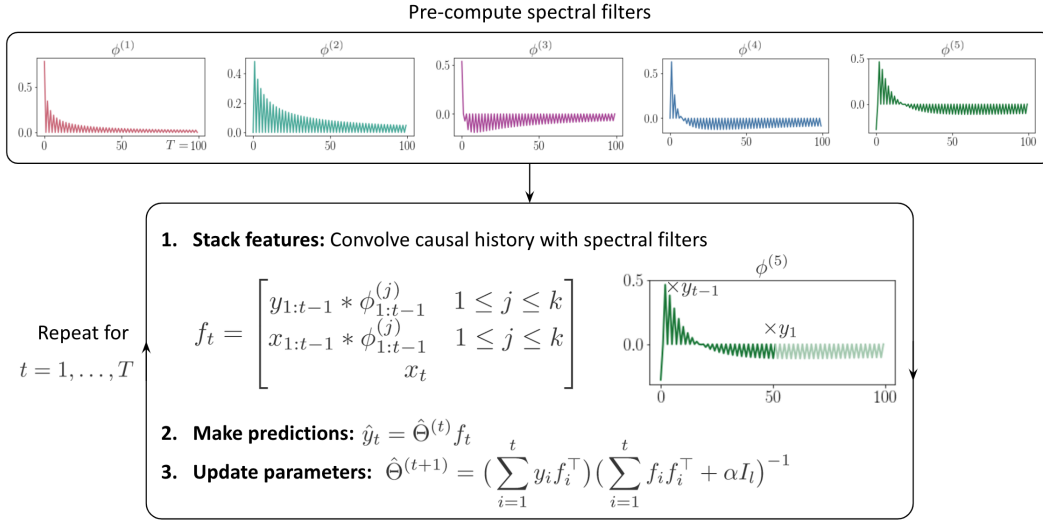 Pre-compute spectral filters
ϕ^(1) ϕ^(2) ϕ^(3) ϕ^(4) ϕ^(5)
0.5 0.0 0 50 T = 100
0.4 0.2 0.0 0 50 100
0.5 0.0 0 50 100
0.5 0.0 0 50 100
0.5 0.0 0 50 100
1. Stack features: Convolve causal history with spectral filters
f_t = [ y_{1:t−1} ∗ ϕ^{(j)}_{1:t−1} 1 ≤ j ≤ k
x_{1:t−1} ∗ ϕ^{(j)}_{1:t−1} 1 ≤ j ≤ k
x_t ]
ϕ^(5)
0.5 0.0 0 50 100
×y_{t−1}
×y_1
Repeat for
t = 1, . . . , T
2. Make predictions: ŷ_t = Θ̂^{(t)} f_t
3. Update parameters: Θ̂^{(t+1)} = (∑_{i=1}^{t} y_i f_i^⊤)(∑_{i=1}^{t} f_i f_i^⊤ + αI_l)^{−1}